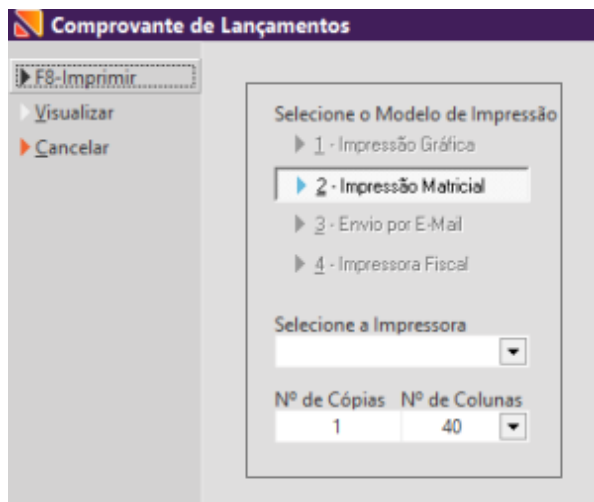 Comprovante de Lançamentos
F8-Imprimir
Visualizar
Cancelar
Selecione o Modelo de Impressão
1 - Impressão Gráfica
2 - Impressão Matricial
3 - Envio por E-Mail
4 - Impressora Fiscal
Selecione a Impressora
Nº de Cópias Nº de Colunas
1 40